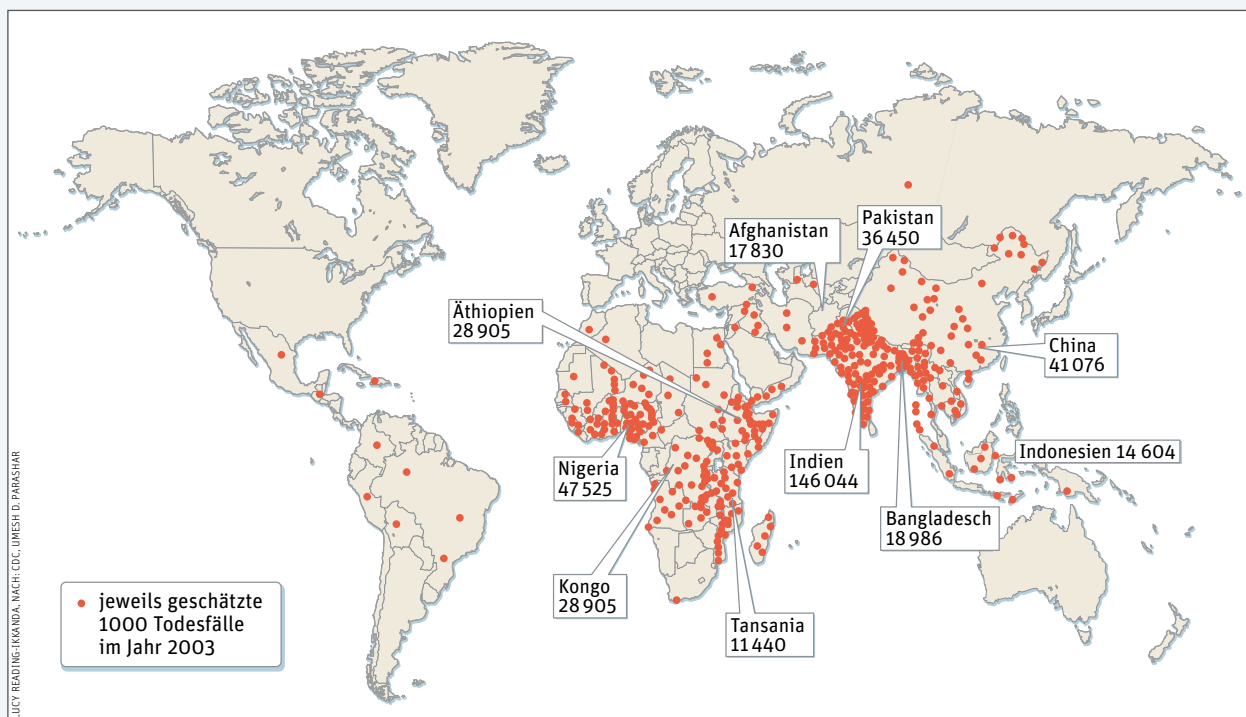 Afghanistan
17 830
Pakistan
36 450
Äthiopien
28 905
China
41 076
Nigeria
47 525
Indien
146 044
Indonesien 14 604
Bangladesch
18 986
Kongo
28 905
Tansania
11 440
jeweils geschätzte
1000 Todesfälle
im Jahr 2003
LUCY READING-IKKANDA, NACH: CDC, UMESH D. PARASHAR